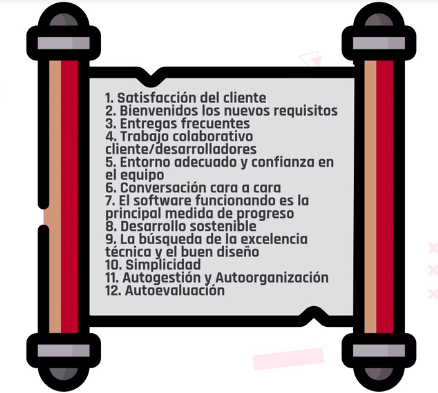 1. Satisfacción del cliente
2. Bienvenidos los nuevos requisitos
3. Entregas frecuentes
4. Trabajo colaborativo
cliente/desarrolladores
5. Entorno adecuado y confianza en
el equipo
6. Conversación cara a cara
7. El software funcionando es la
principal medida de progreso
8. Desarrollo sostenible
9. La búsqueda de la excelencia
técnica y el buen diseño
10. Simplicidad
11. Autogestión y Autoorganización
12. Autoevaluación